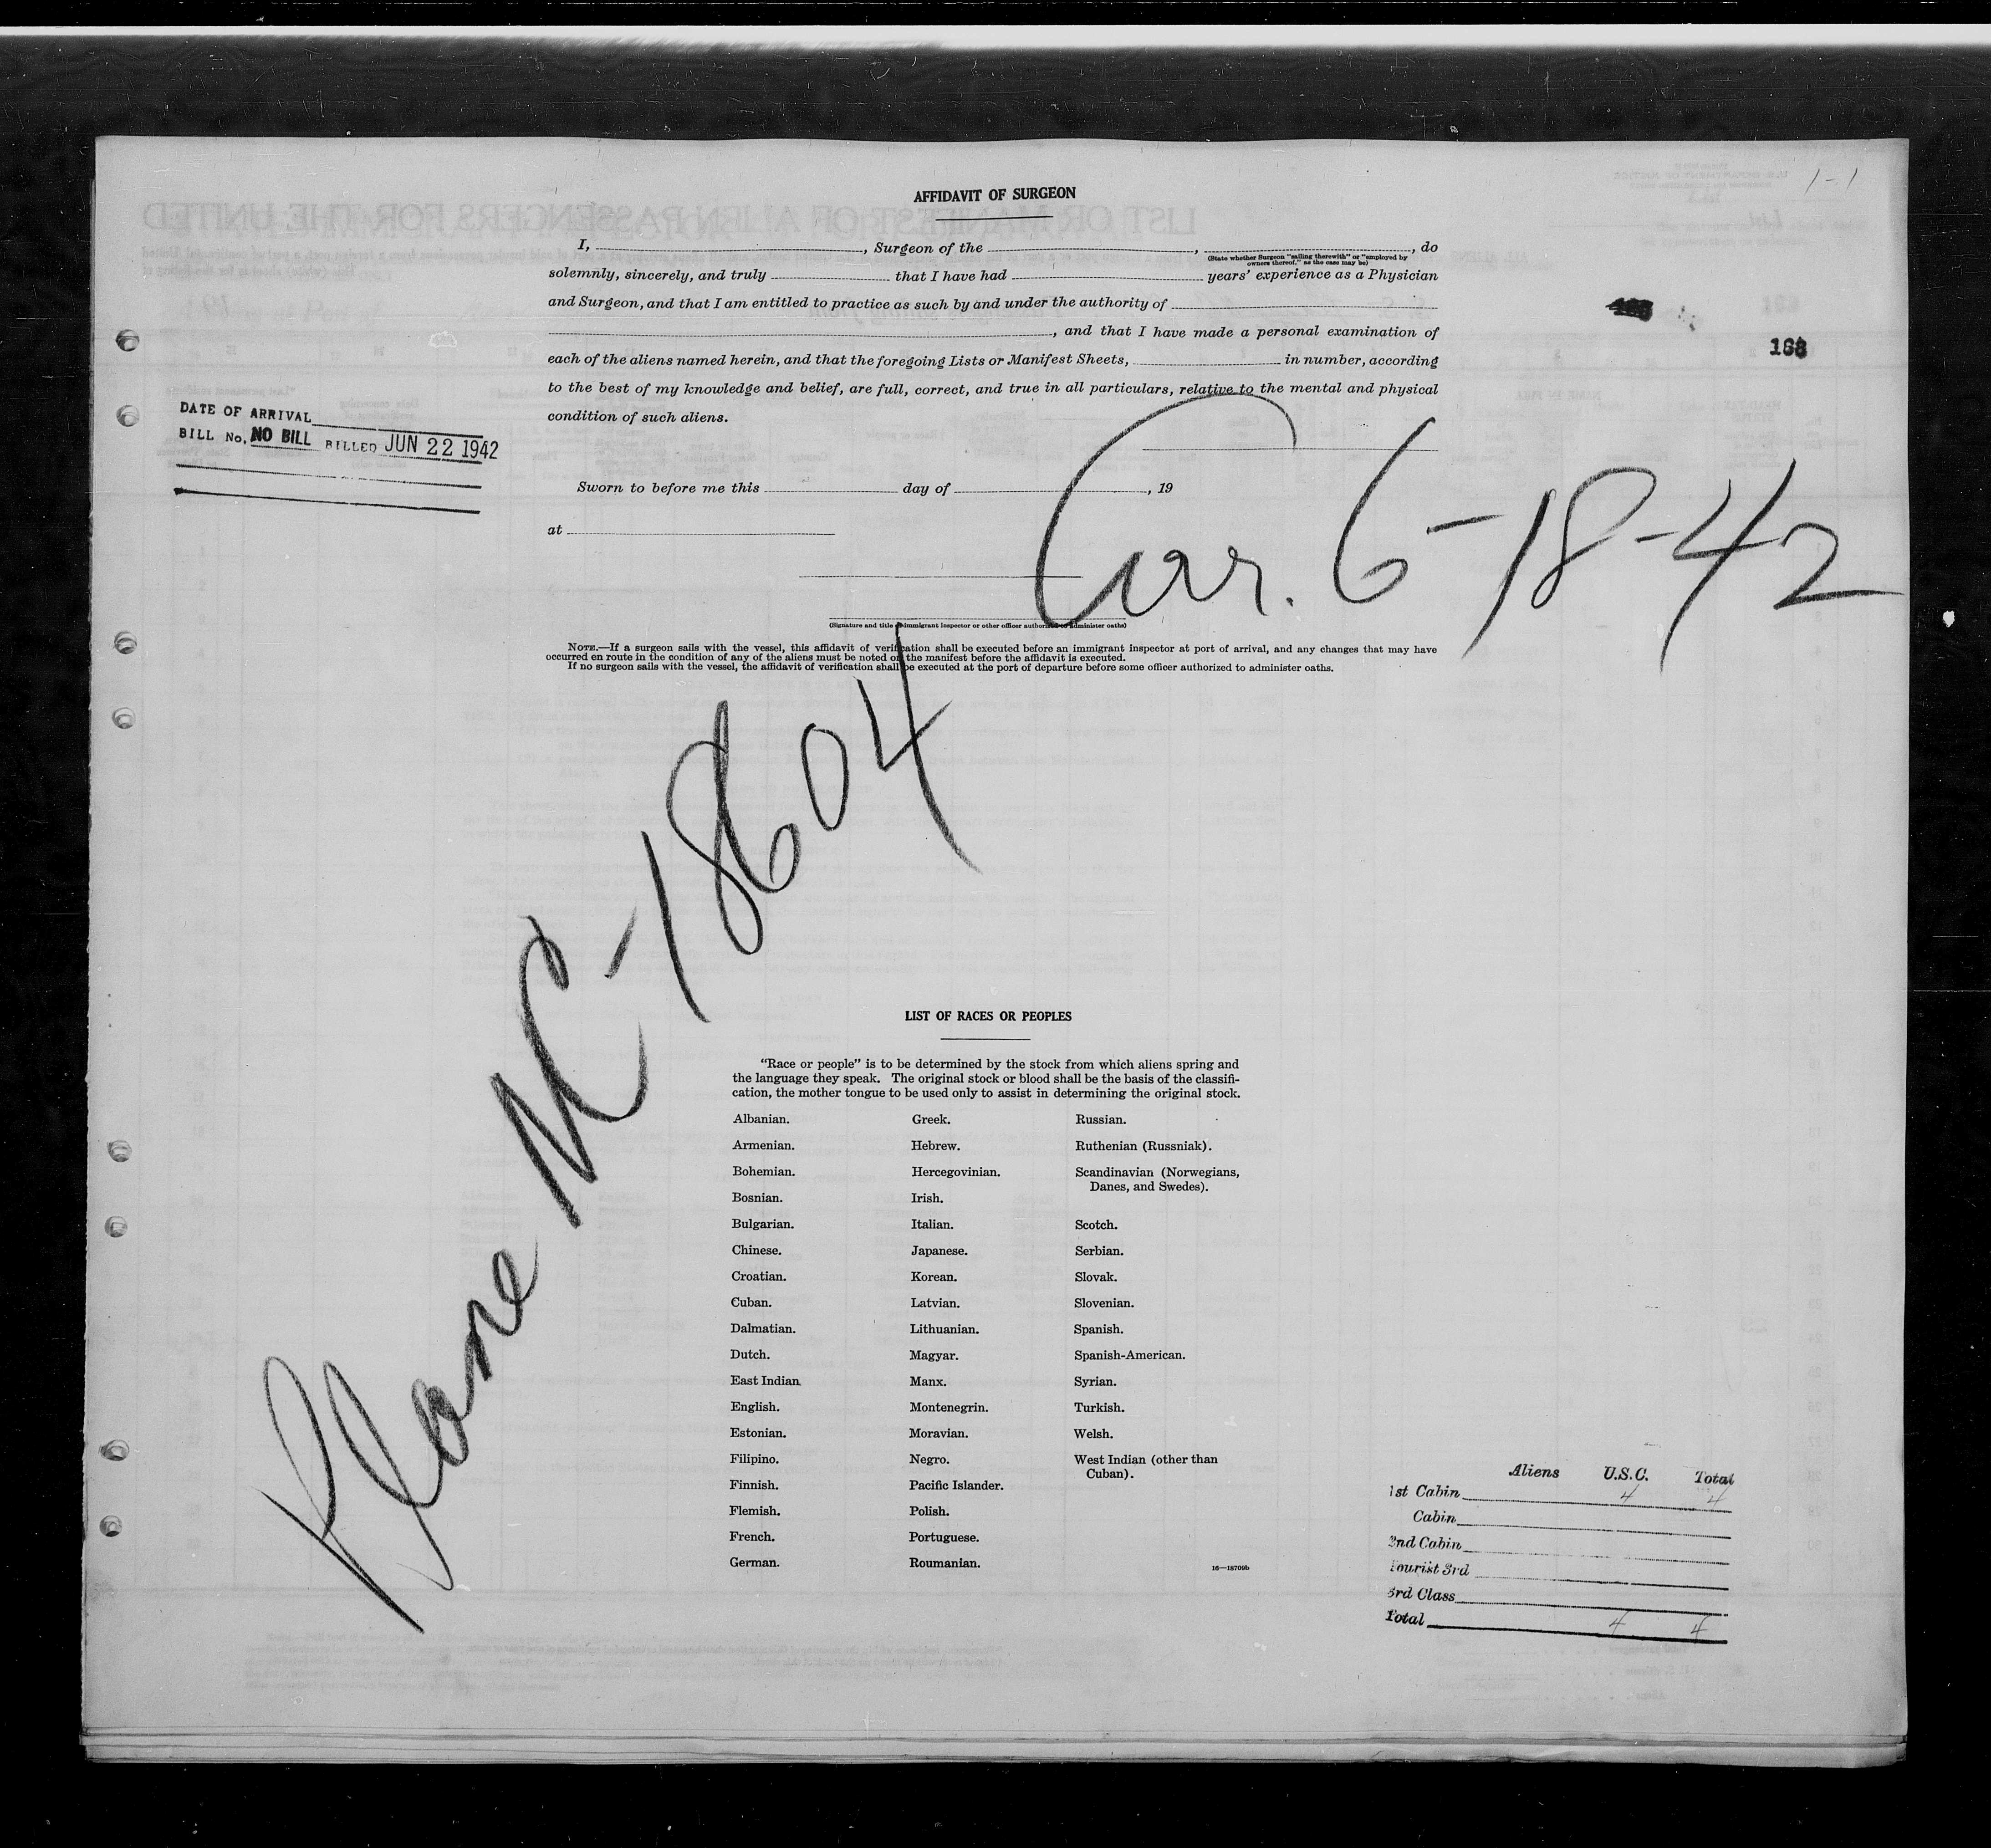 1-1
AFFIDAVIT OF SURGEON
I, , Surgeon of the , , do
(State whether Surgeon "sailing therewith" or "employed by
owners thereof," as the case may be)
solemnly, sincerely, and truly that I have had years' experience as a Physician
and Surgeon, and that I am entitled to practice as such by and under the authority of
, and that I have made a personal examination of
each of the aliens named herein, and that the foregoing Lists or Manifest Sheets, in number, according
to the best of my knowledge and belief, are full, correct, and true in all particulars, relative to the mental and physical
condition of such aliens.
DATE OF ARRIVAL
BILL No. NO BILL BILLED JUN 22 1942
Sworn to before me this day of , 19
at
Arr. 6-18-42
(Signature and title of immigrant inspector or other officer authorized to administer oaths)
NOTE.—If a surgeon sails with the vessel, this affidavit of verification shall be executed before an immigrant inspector at port of arrival, and any changes that may have
occurred en route in the condition of any of the aliens must be noted on the manifest before the affidavit is executed.
If no surgeon sails with the vessel, the affidavit of verification shall be executed at the port of departure before some officer authorized to administer oaths.
Plane NC-18604
LIST OF RACES OR PEOPLES
"Race or people" is to be determined by the stock from which aliens spring and
the language they speak. The original stock or blood shall be the basis of the classifi-
cation, the mother tongue to be used only to assist in determining the original stock.
Albanian.
Armenian.
Bohemian.
Bosnian.
Bulgarian.
Chinese.
Croatian.
Cuban.
Dalmatian.
Dutch.
East Indian
English.
Estonian.
Filipino.
Finnish.
Flemish.
French.
German.
Greek.
Hebrew.
Hercegovinian.
Irish.
Italian.
Japanese.
Korean.
Latvian.
Lithuanian.
Magyar.
Manx.
Montenegrin.
Moravian.
Negro.
Pacific Islander.
Polish.
Portuguese.
Roumanian.
Russian.
Ruthenian (Russniak).
Scandinavian (Norwegians,
Danes, and Swedes).
Scotch.
Serbian.
Slovak.
Slovenian.
Spanish.
Spanish-American.
Syrian.
Turkish.
Welsh.
West Indian (other than
Cuban).
16—18709b
Aliens U.S.C. Total
1st Cabin 4 4
Cabin
2nd Cabin
Tourist 3rd
3rd Class
Total 4 4